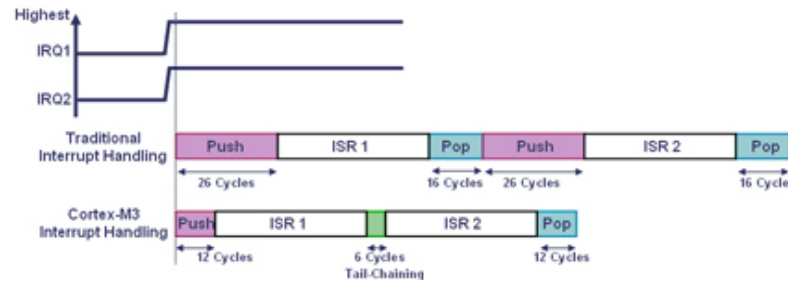 Highest
IRQ1
IRQ2
Traditional
Interrupt Handling
Push ISR 1 Pop Push ISR 2 Pop
26 Cycles 16 Cycles 26 Cycles 16 Cycles
Cortex-M3
Interrupt Handling
Push ISR 1 ISR 2 Pop
12 Cycles 6 Cycles 12 Cycles
Tail-Chaining